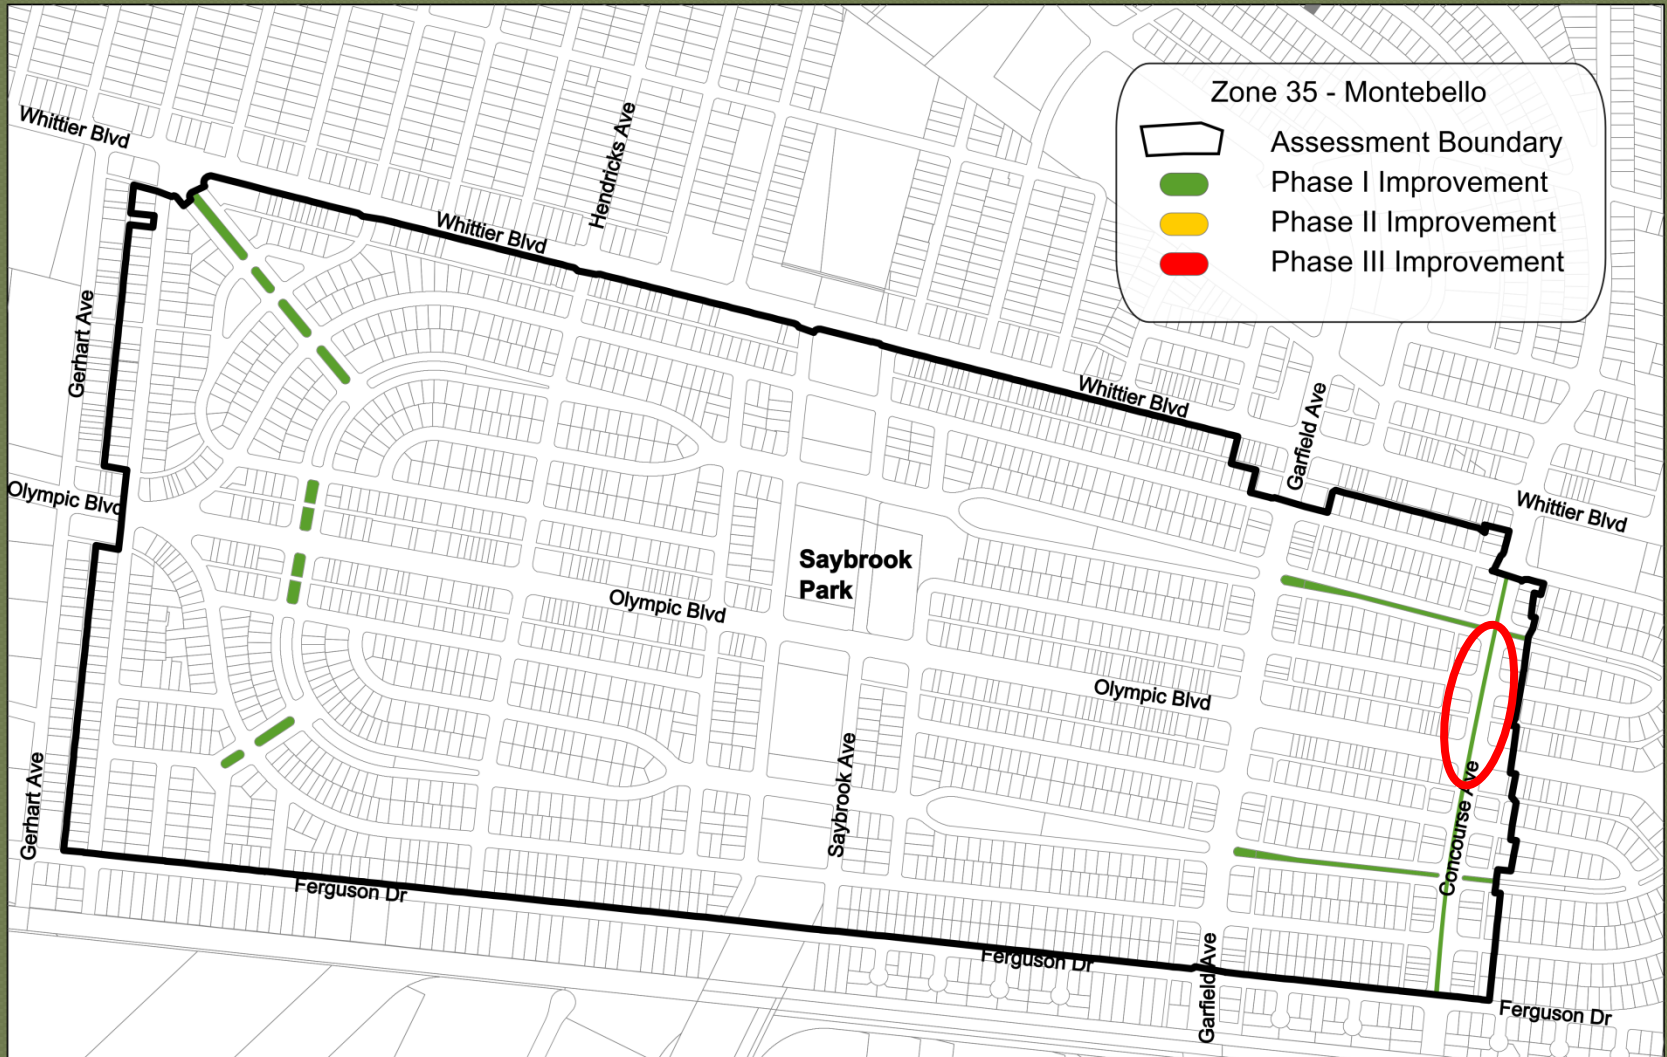 Zone 35 - Montebello
Assessment Boundary
Phase I Improvement
Phase II Improvement
Phase III Improvement
Whittier Blvd
Hendricks Ave
Whittier Blvd
Gerhart Ave
Whittier Blvd
Garfield Ave
Olympic Blvd
Whittier Blvd
Saybrook
Park
Olympic Blvd
Olympic Blvd
Gerhart Ave
Saybrook Ave
Concourse Ave
Ferguson Dr
Ferguson Dr
Garfield Ave
Ferguson Dr